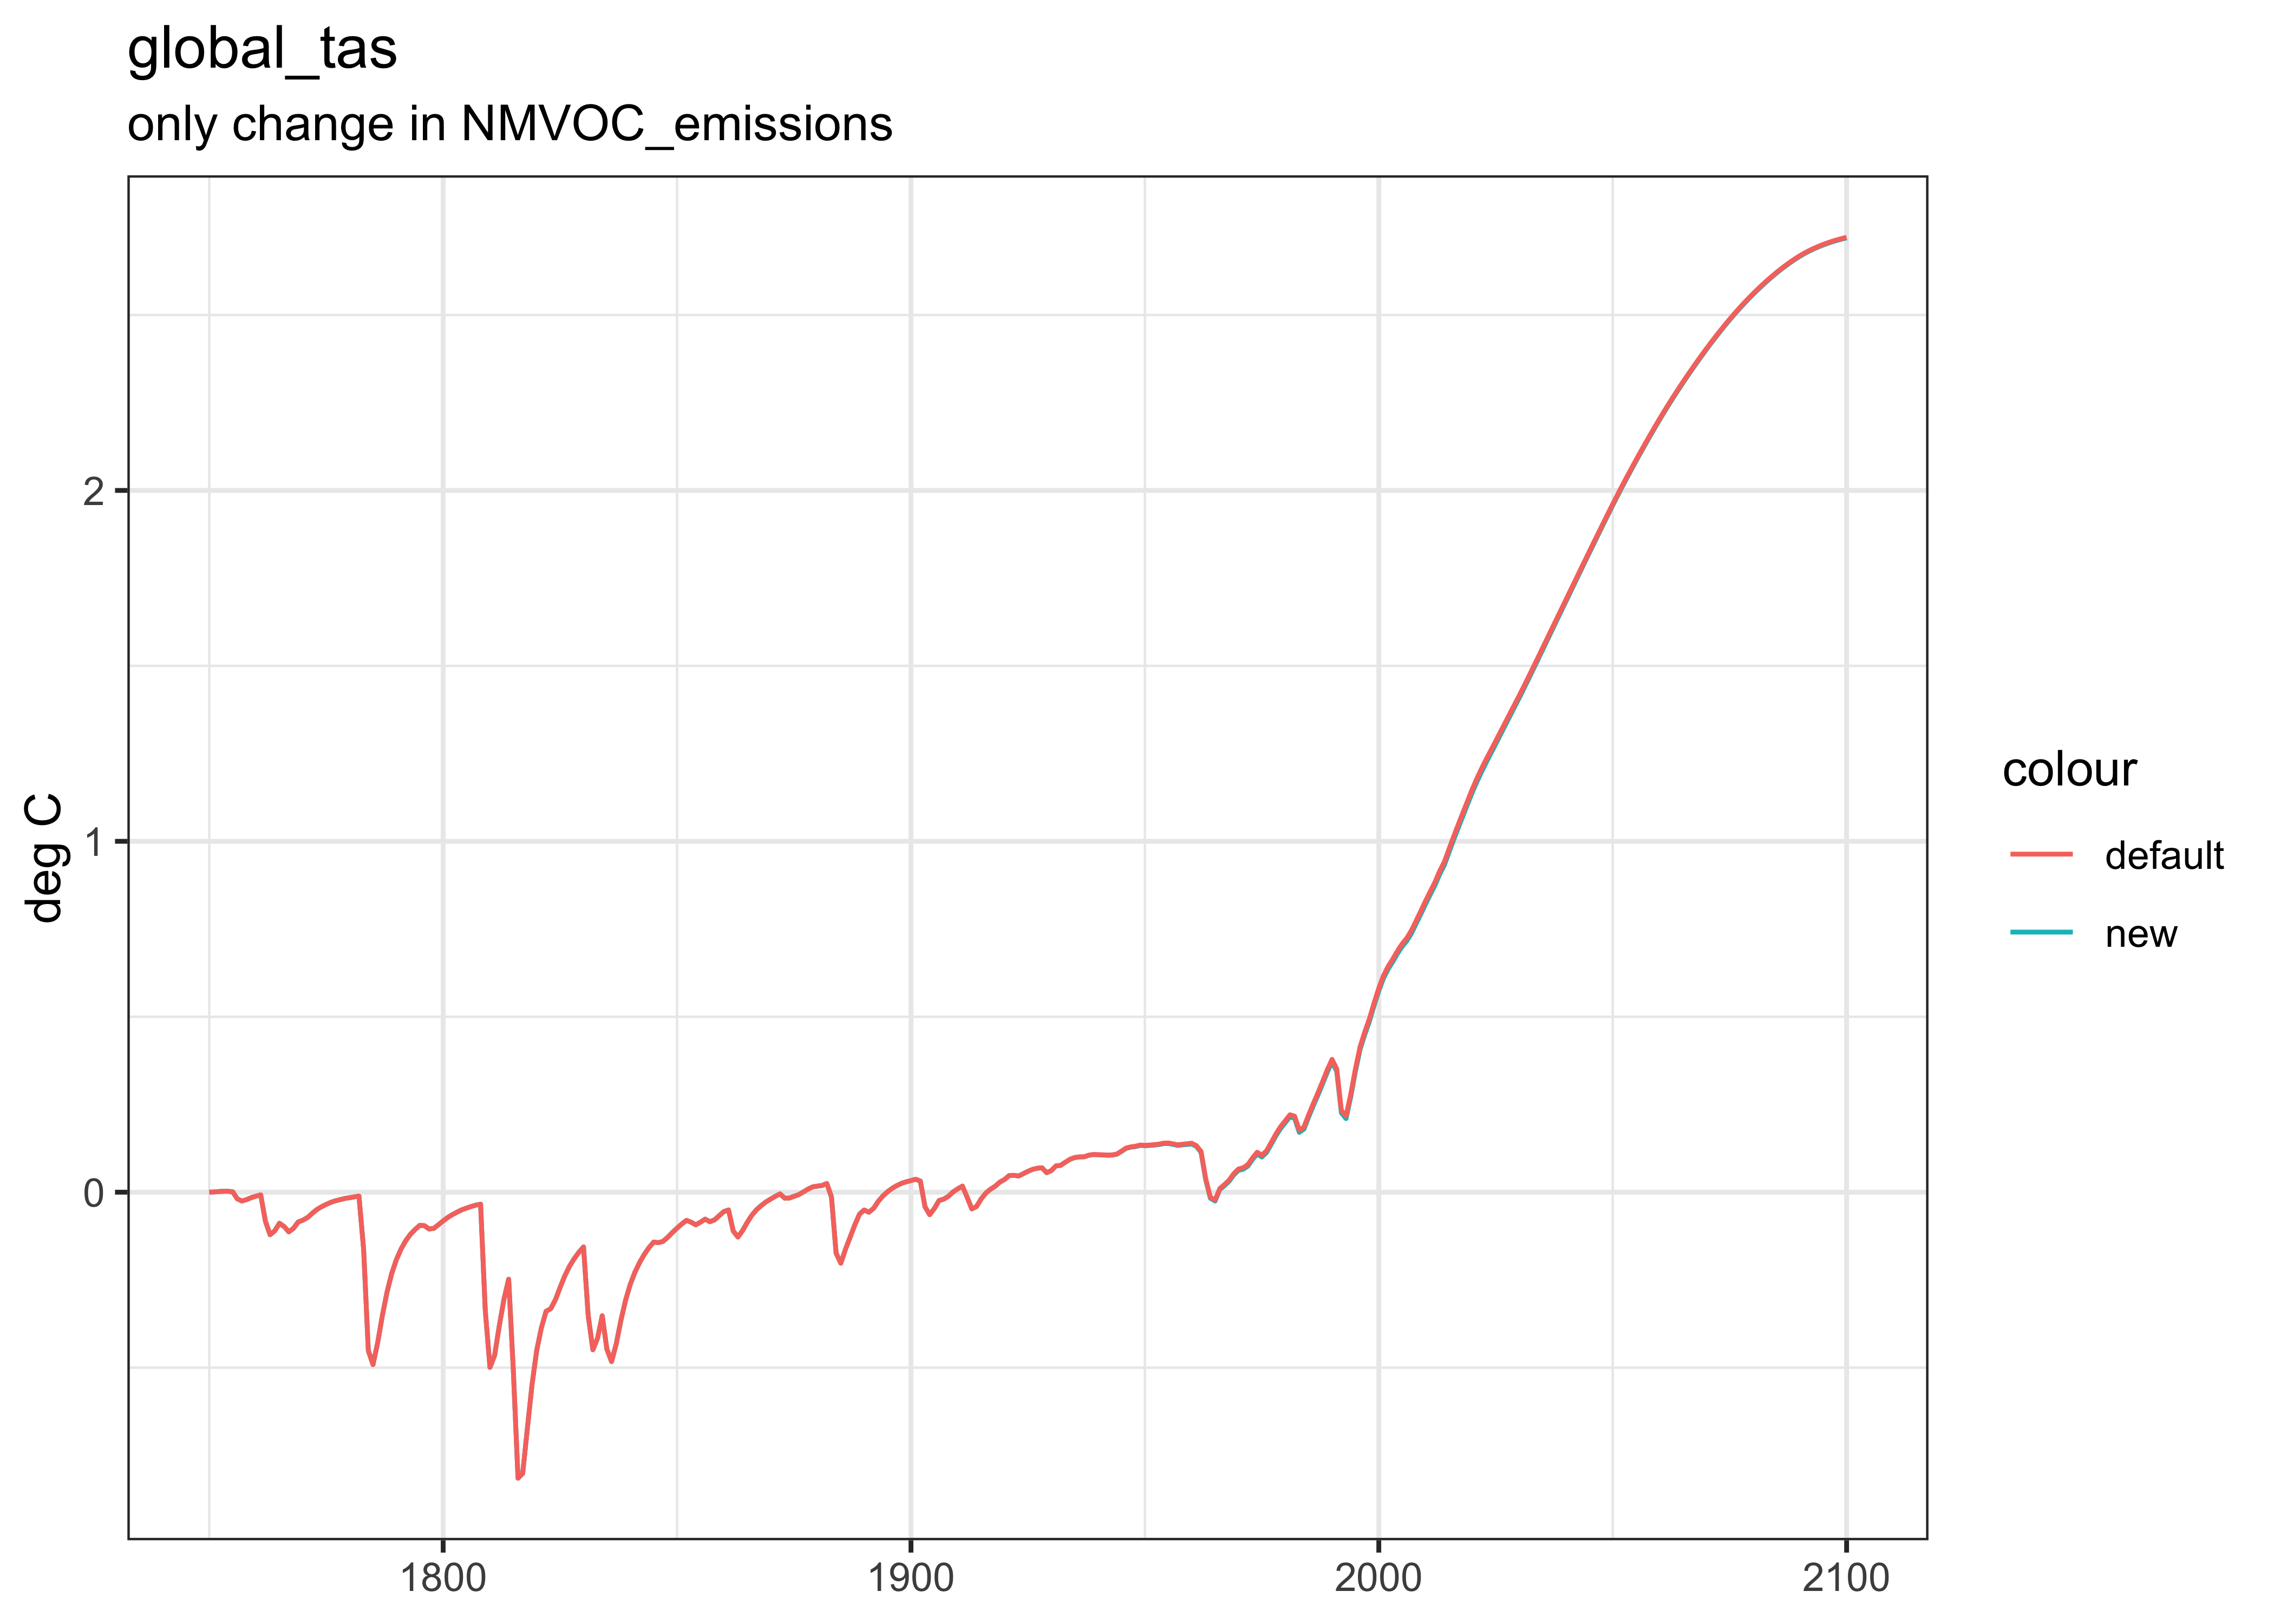 global_tas
only change in NMVOC_emissions
deg C
2
1
0
1800
1900
2000
2100
colour
default
new